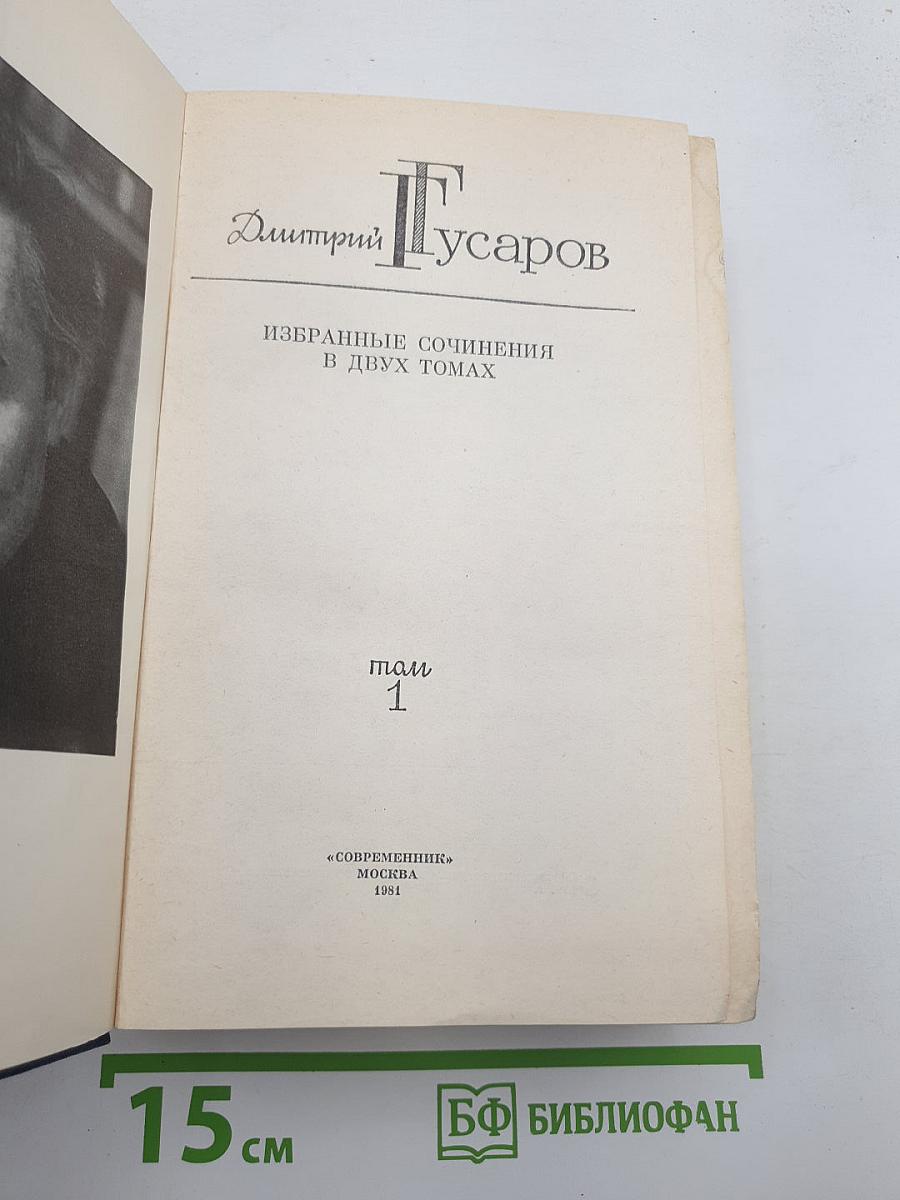 Дмитрий Гусаров
ИЗБРАННЫЕ СОЧИНЕНИЯ
В ДВУХ ТОМАХ
том
1
«СОВРЕМЕННИК»
МОСКВА
1981
15 см
БФ БИБЛИОФАН